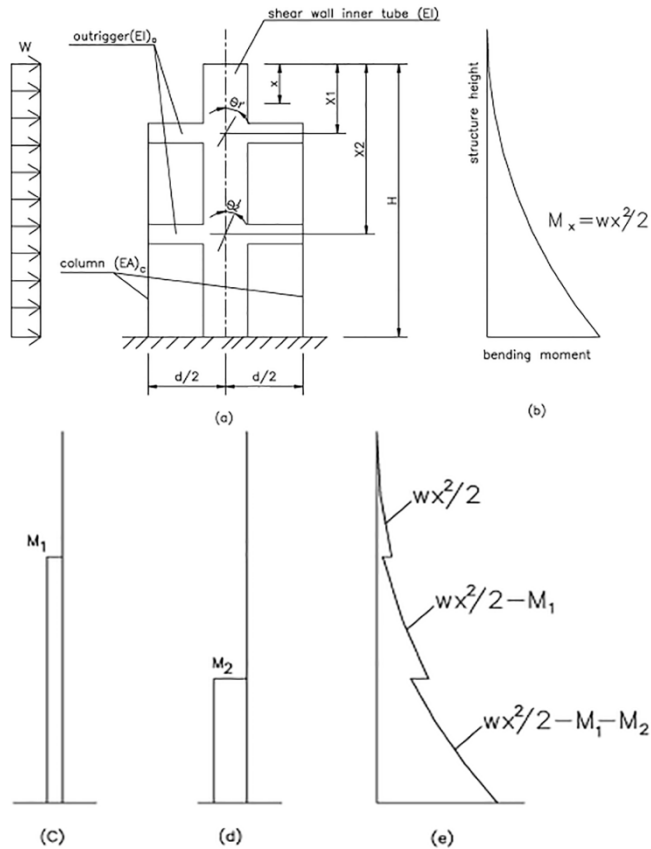 shear wall inner tube (EI)
outrigger(EI)o
W
x
X1
X2
H
θr
column (EA)c
d/2
d/2
(a)
structure height
Mx=wx²/2
bending moment
(b)
M1
(C)
M2
(d)
wx²/2
wx²/2-M1
wx²/2-M1-M2
(e)